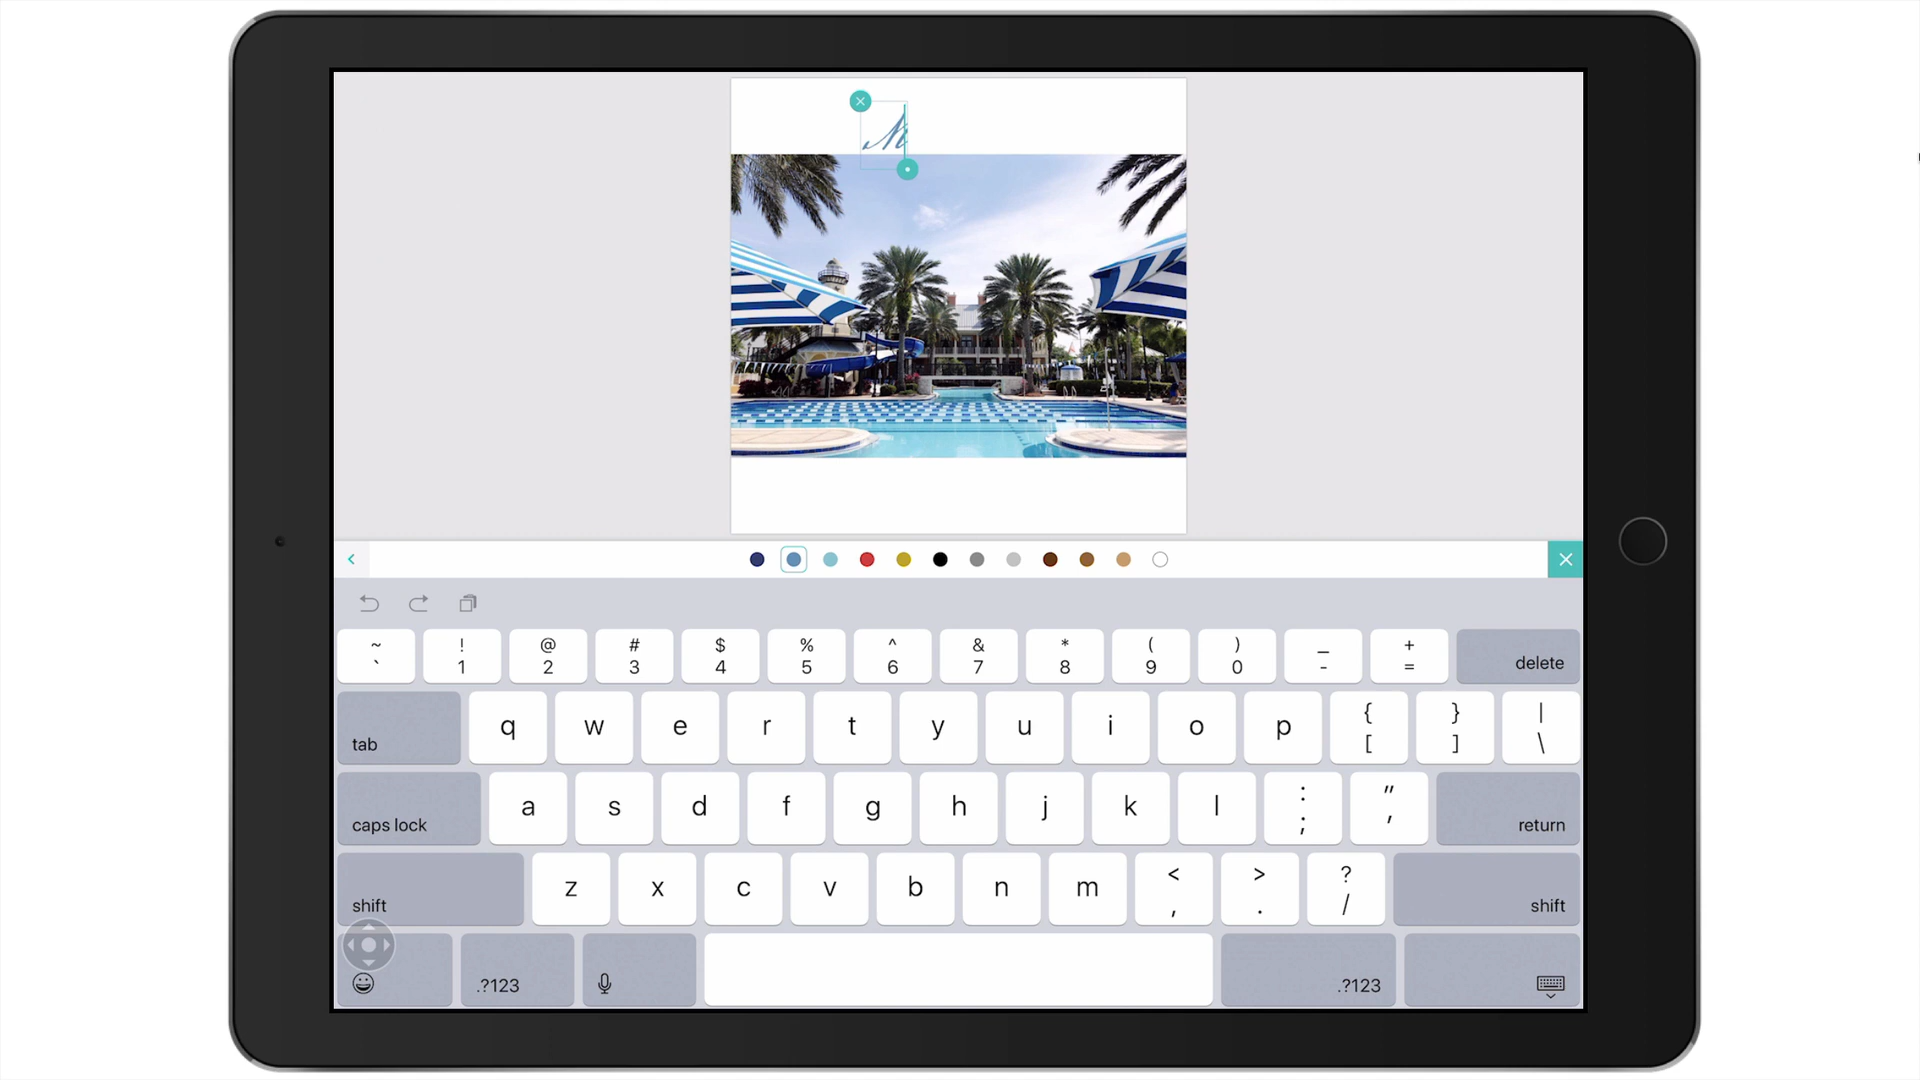 M
~ ! @ # $ % ^ & * ( ) _ +
` 1 2 3 4 5 6 7 8 9 0 - = delete
tab q w e r t y u i o p { [ } ] | \
caps lock a s d f g h j k l : ; " ' return
shift z x c v b n m < , > . ? / shift
.?123 .?123